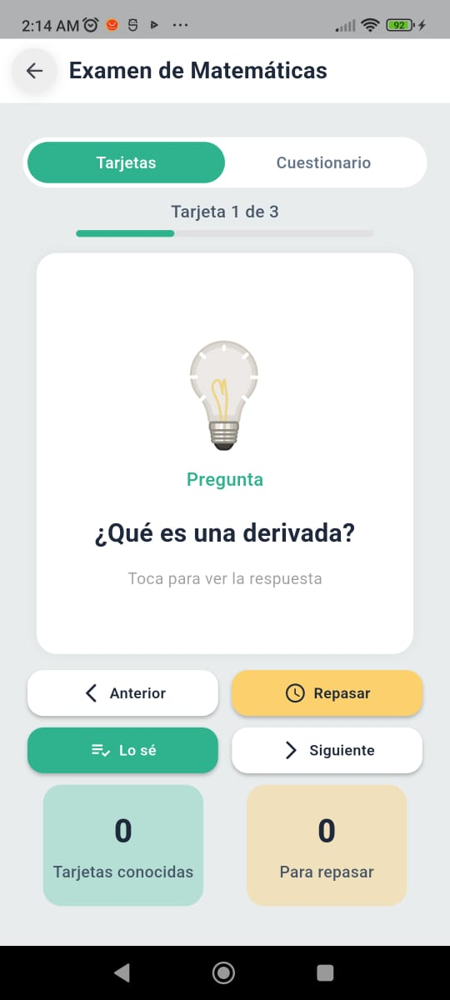 2:14 AM
92
Examen de Matemáticas
Tarjetas
Cuestionario
Tarjeta 1 de 3
Pregunta
¿Qué es una derivada?
Toca para ver la respuesta
Anterior
Repasar
Lo sé
Siguiente
0
Tarjetas conocidas
0
Para repasar